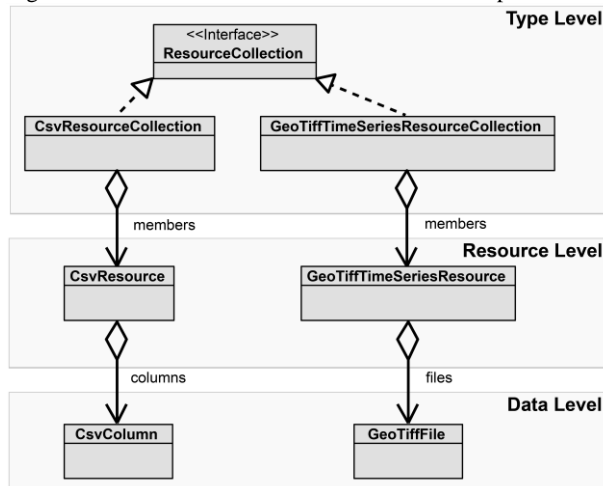 Type Level
<<Interface>>
ResourceCollection
CsvResourceCollection
GeoTiffTimeSeriesResourceCollection
members
members
Resource Level
CsvResource
GeoTiffTimeSeriesResource
columns
files
Data Level
CsvColumn
GeoTiffFile